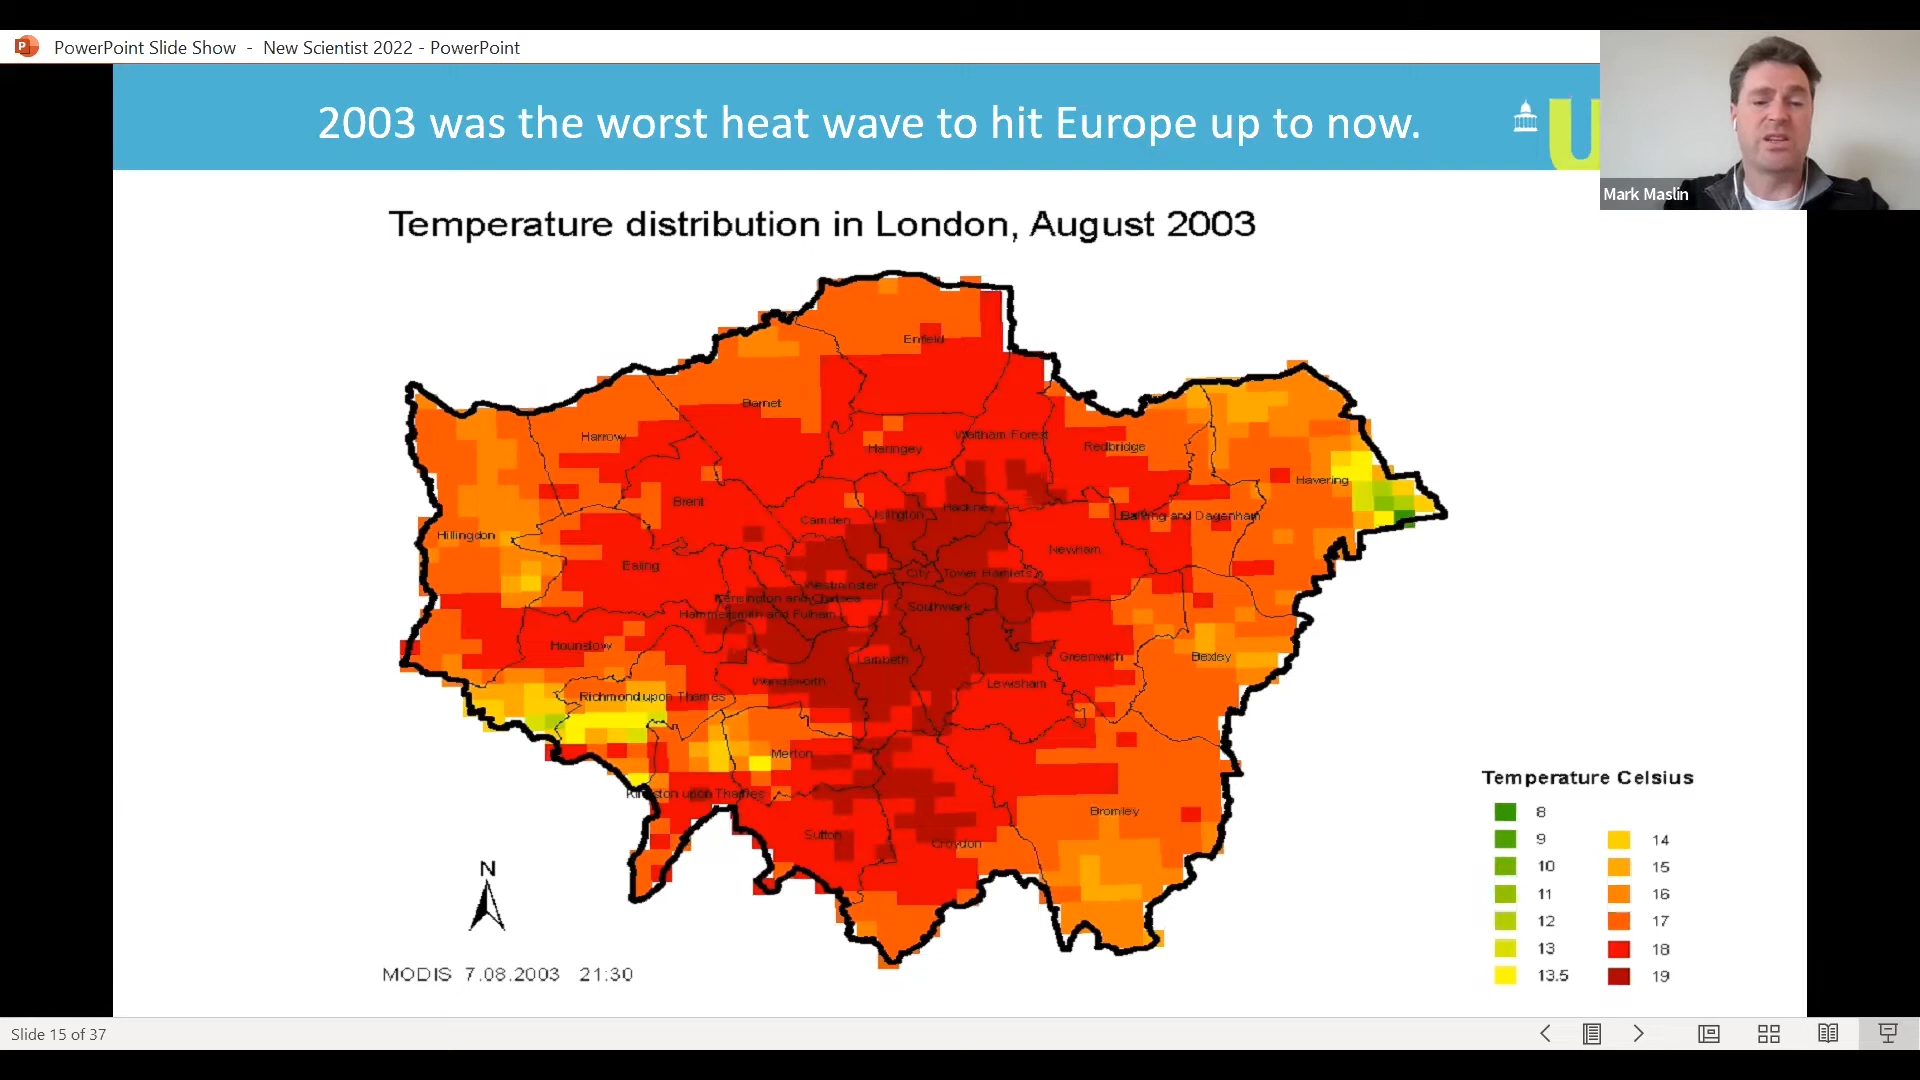 PowerPoint Slide Show - New Scientist 2022 - PowerPoint
2003 was the worst heat wave to hit Europe up to now.
U
Mark Maslin
Temperature distribution in London, August 2003
Enfield
Barnet
Harrow
Haringey
Waltham Forest
Redbridge
Havering
Brent
Camden
Islington
Hackney
Barking and Dagenham
Hillingdon
Ealing
Newham
City
Tower Hamlets
Westminster
Kensington and Chelsea
Hammersmith and Fulham
Southwark
Hounslow
Lambeth
Greenwich
Bexley
Wandsworth
Lewisham
Richmond upon Thames
Merton
Kingston upon Thames
Bromley
Sutton
Croydon
Temperature Celsius
8
9
10
11
12
13
13.5
14
15
16
17
18
19
N
MODIS 7.08.2003 21:30
Slide 15 of 37